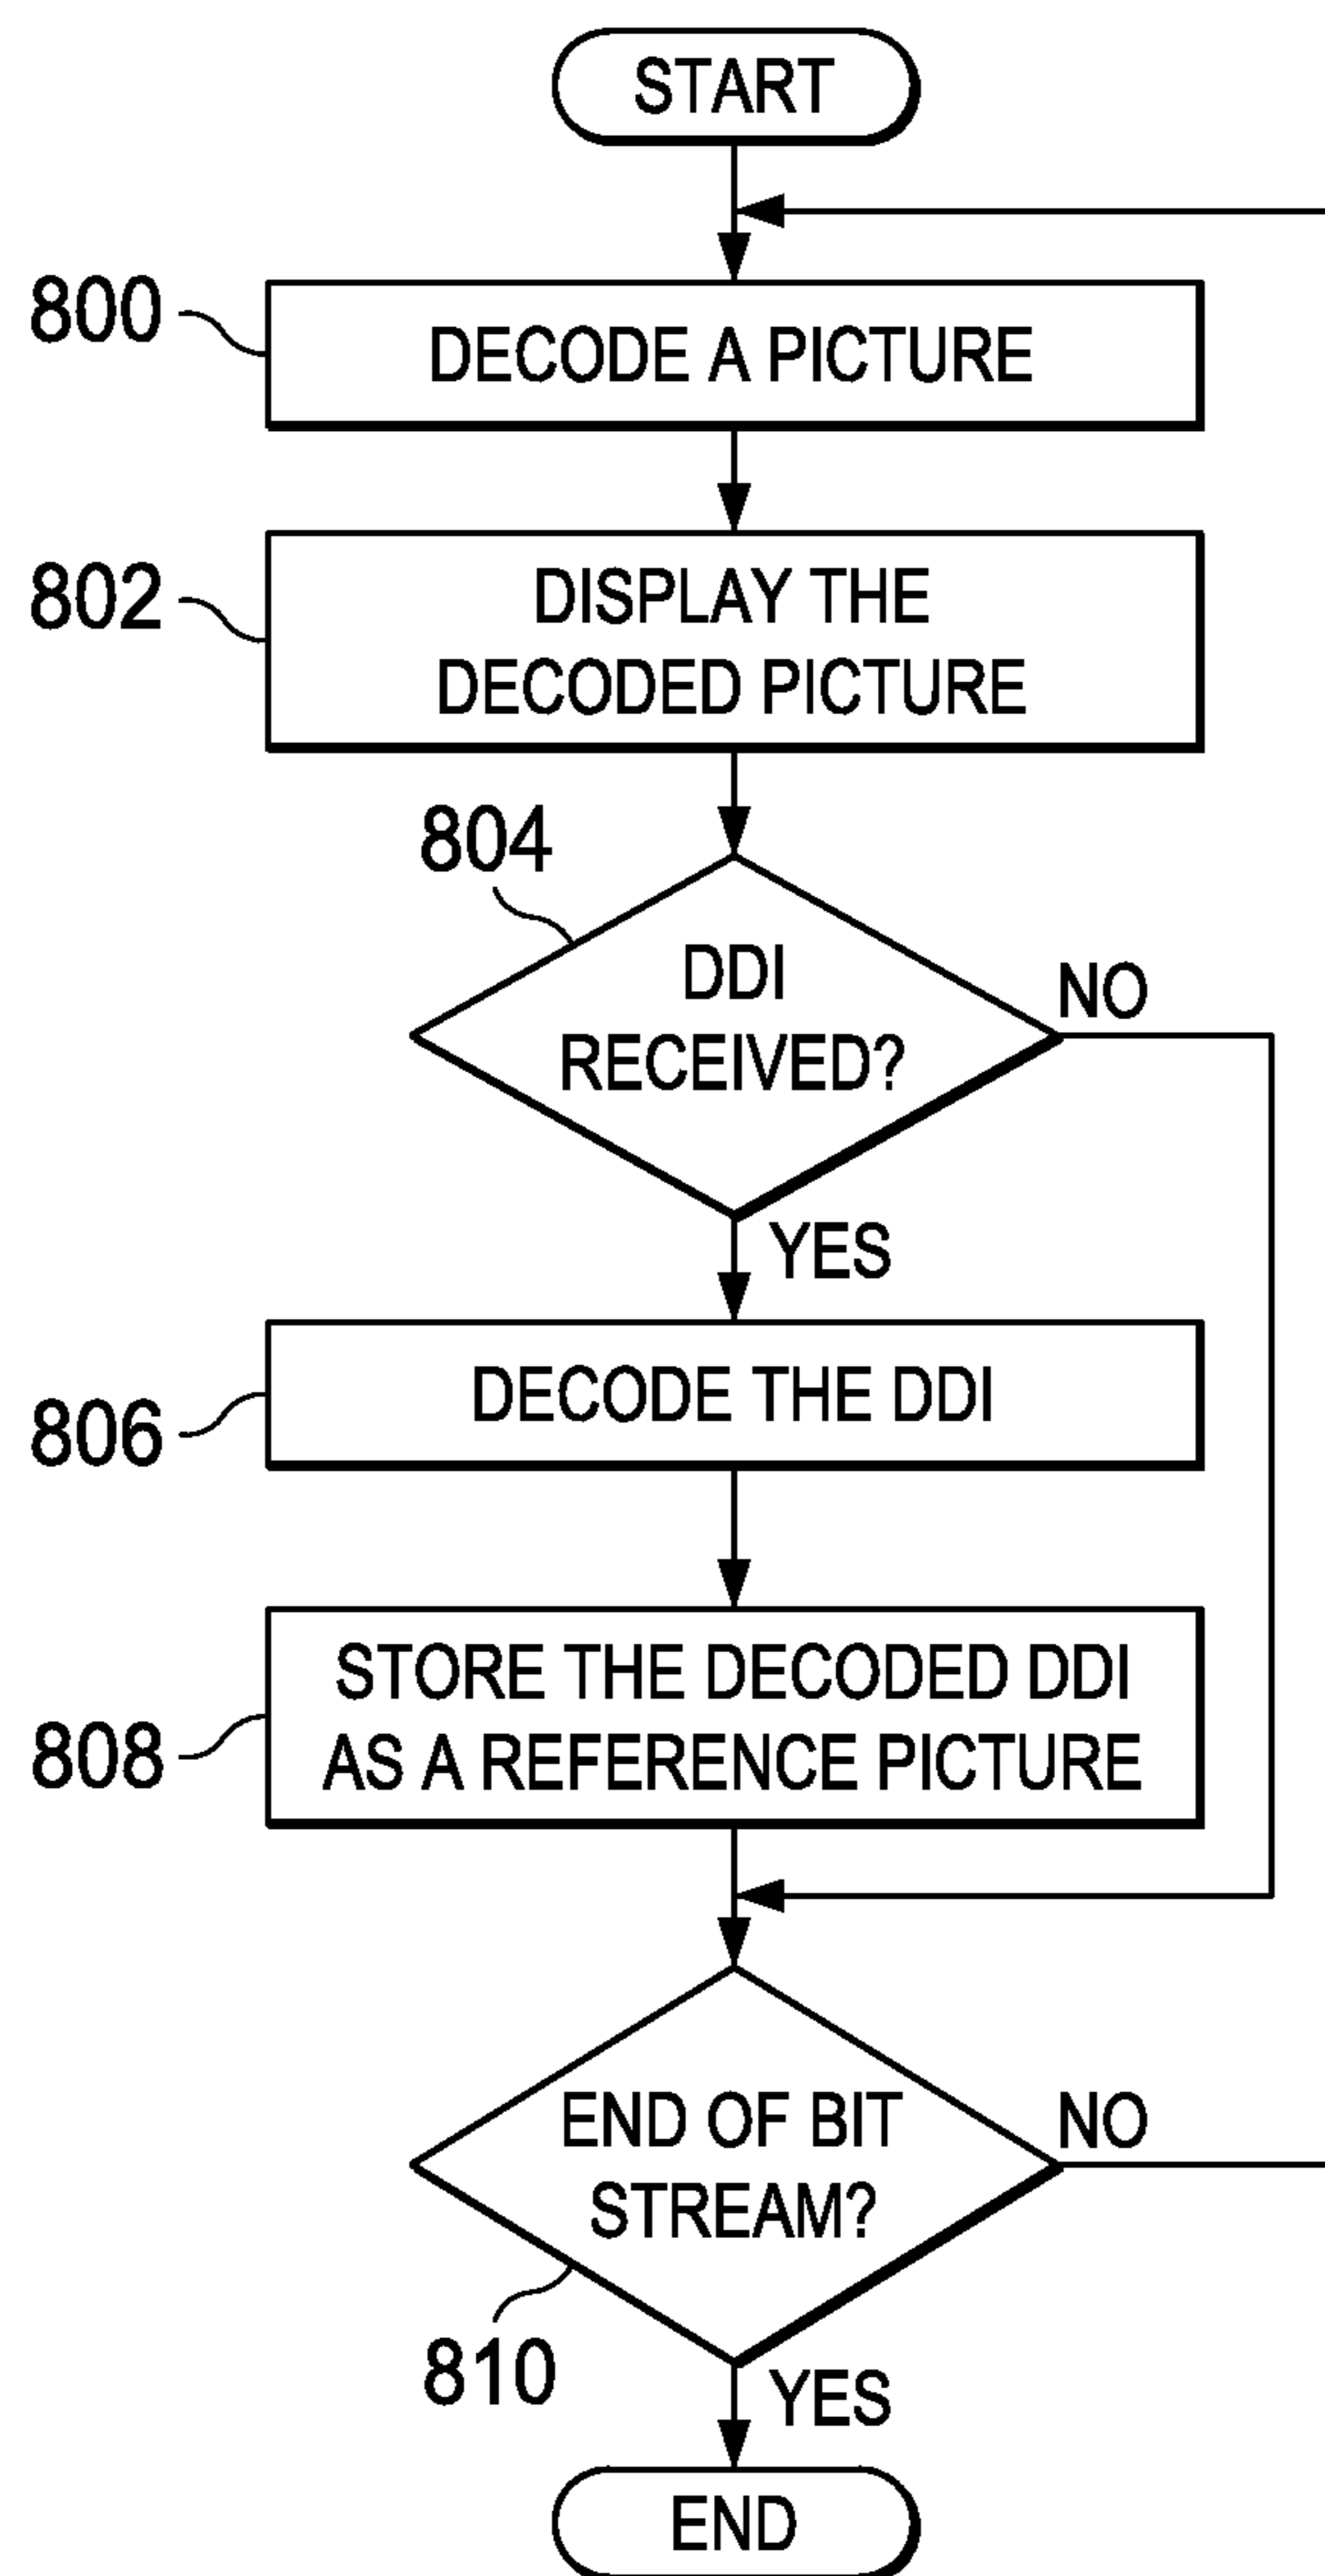 START
800
DECODE A PICTURE
802
DISPLAY THE
DECODED PICTURE
804
DDI
RECEIVED?
NO
YES
806
DECODE THE DDI
808
STORE THE DECODED DDI
AS A REFERENCE PICTURE
END OF BIT
STREAM?
NO
810
YES
END